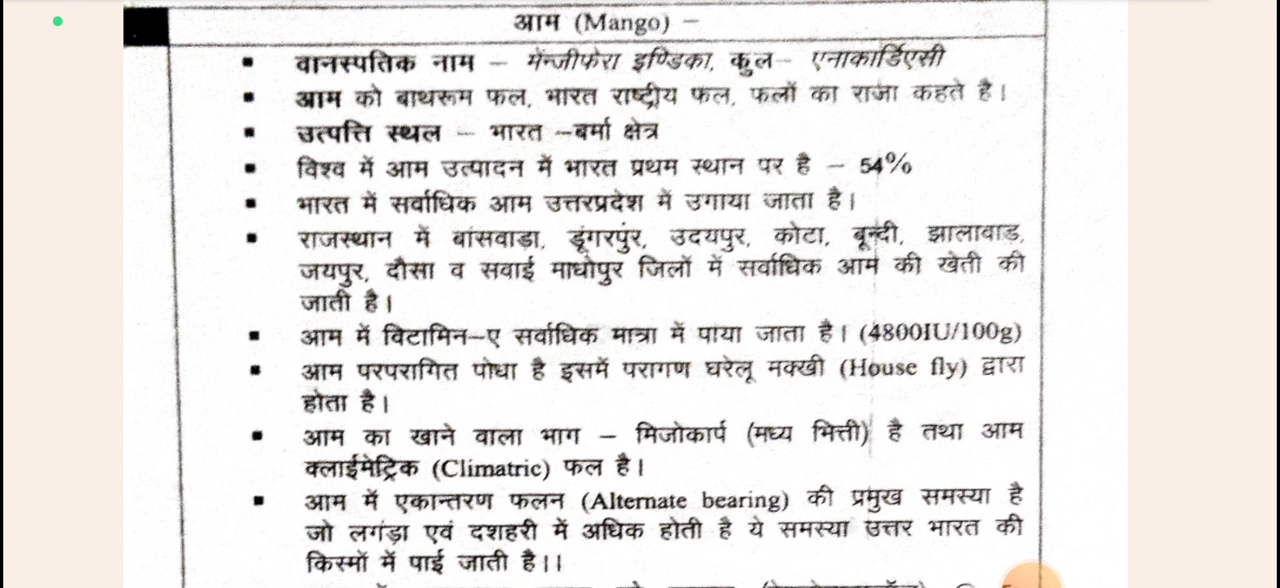 आम (Mango) –
▪ वानस्पतिक नाम – मेंन्जीफेरा इण्डिका, कुल– एनाकार्डिएसी
▪ आम को बाथरूम फल, भारत राष्ट्रीय फल, फलों का राजा कहते है।
▪ उत्पत्ति स्थल – भारत –बर्मा क्षेत्र
▪ विश्व में आम उत्पादन में भारत प्रथम स्थान पर है – 54%
▪ भारत में सर्वाधिक आम उत्तरप्रदेश में उगाया जाता है।
▪ राजस्थान में बांसवाडा, डूंगरपुर, उदयपुर, कोटा, बून्दी, झालावाड,
जयपुर, दौसा व सवाई माधोपुर जिलों में सर्वाधिक आम की खेती की
जाती है।
▪ आम में विटामिन–ए सर्वाधिक मात्रा में पाया जाता है। (4800IU/100g)
▪ आम परपरागित पोधा है इसमें परागण घरेलू मक्खी (House fly) द्वारा
होता है।
▪ आम का खाने वाला भाग – मिजोकार्प (मध्य भित्ती) है तथा आम
क्लाईमेट्रिक (Climatric) फल है।
▪ आम में एकान्तरण फलन (Alternate bearing) की प्रमुख समस्या है
जो लगंड़ा एवं दशहरी में अधिक होती है ये समस्या उत्तर भारत की
किस्मों में पाई जाती है।।